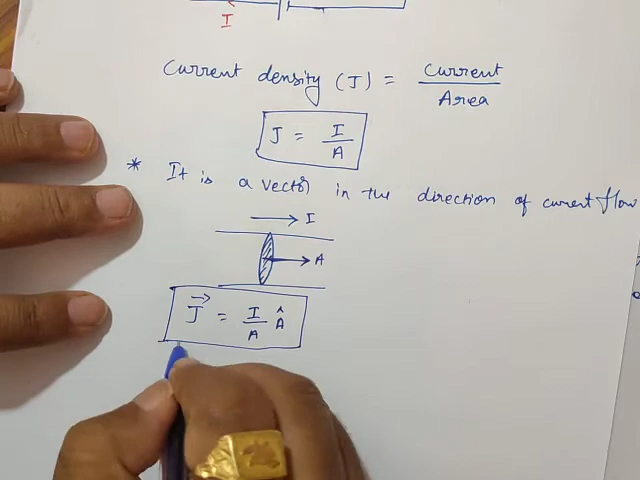 I
Current density (J) = Current / Area
J = I / A
* It is a vector in the direction of current flow
I
A
J⃗ = I / A Â